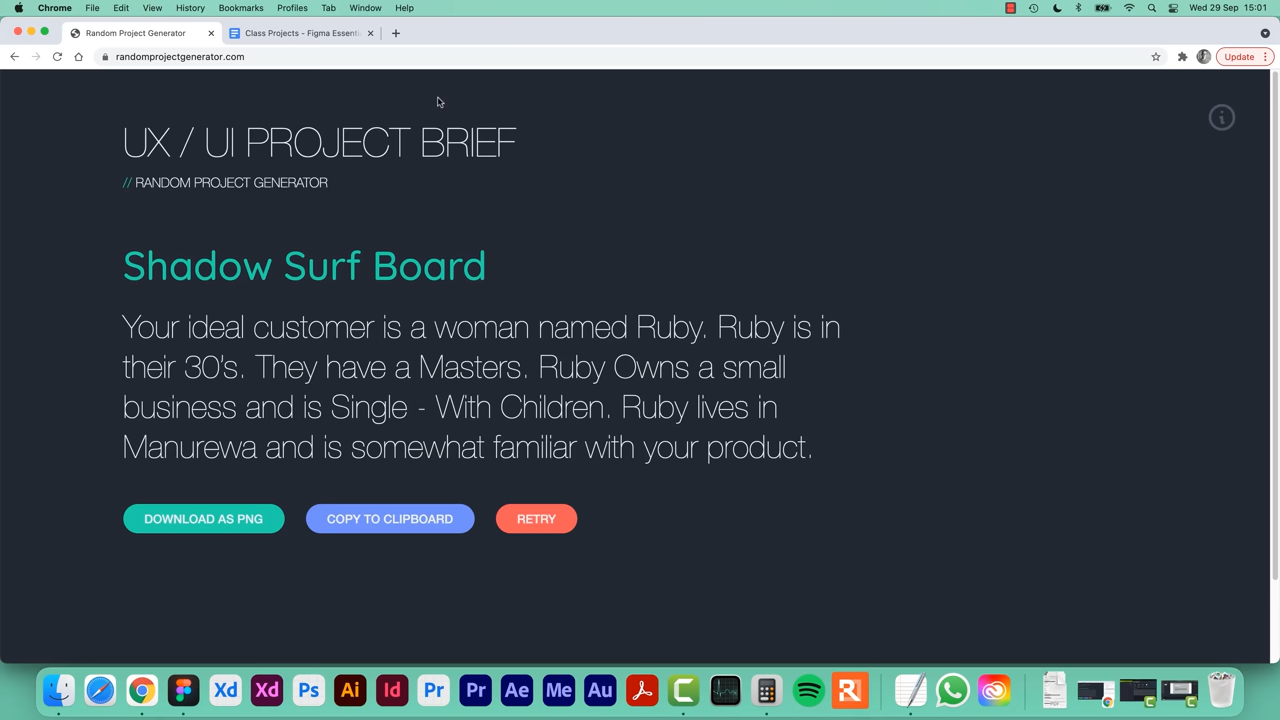 Chrome File Edit View History Bookmarks Profiles Tab Window Help Wed 29 Sep 15:01
Random Project Generator Class Projects - Figma Essenti
randomprojectgenerator.com Update
UX / UI PROJECT BRIEF
// RANDOM PROJECT GENERATOR
Shadow Surf Board
Your ideal customer is a woman named Ruby. Ruby is in
their 30's. They have a Masters. Ruby Owns a small
business and is Single - With Children. Ruby lives in
Manurewa and is somewhat familiar with your product.
DOWNLOAD AS PNG COPY TO CLIPBOARD RETRY
Xd Xd Ps Ai Id Pr Pr Ae Me Au